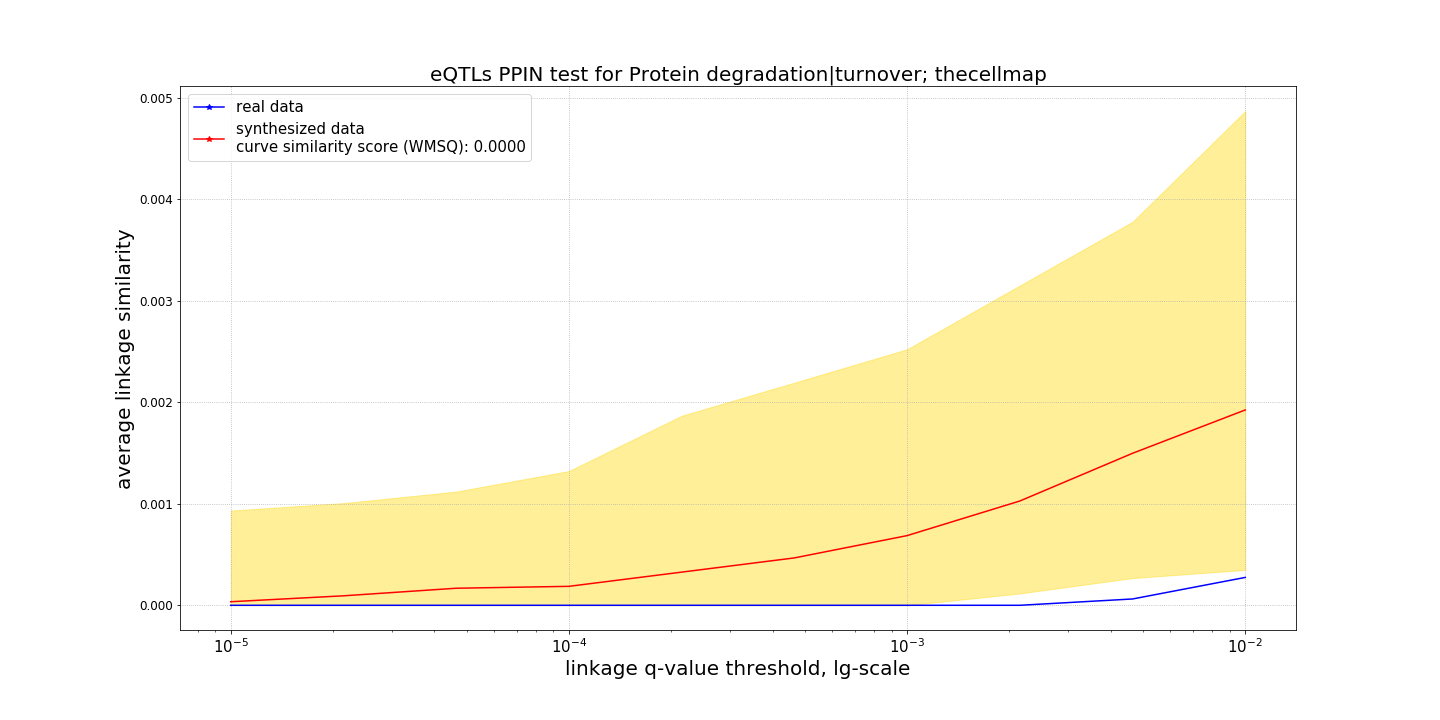 eQTLs PPIN test for Protein degradation|turnover; thecellmap
real data
synthesized data
curve similarity score (WMSQ): 0.0000
average linkage similarity
0.005
0.004
0.003
0.002
0.001
0.000
10⁻⁵ 10⁻⁴ 10⁻³ 10⁻²
linkage q-value threshold, lg-scale